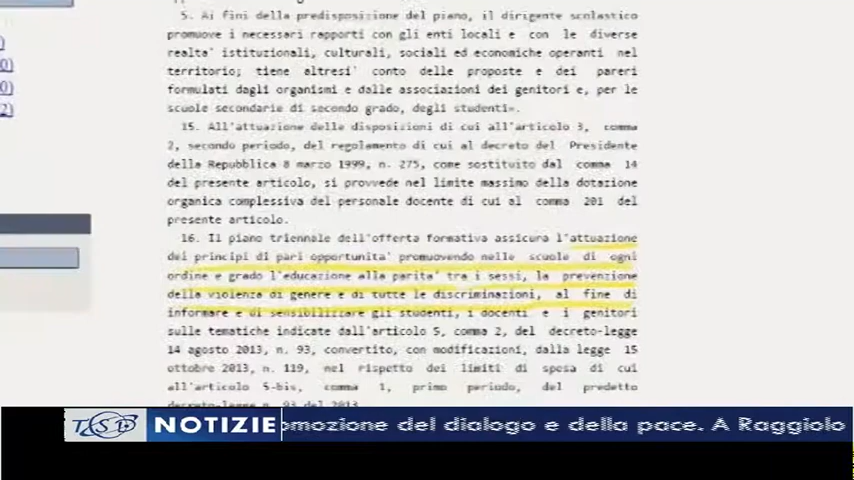 5. Ai fini della predisposizione del piano, il dirigente scolastico
promuove i necessari rapporti con gli enti locali e con le diverse
realta' istituzionali, culturali, sociali ed economiche operanti nel
territorio; tiene altresi' conto delle proposte e dei pareri
formulati dagli organismi e dalle associazioni dei genitori e, per le
scuole secondarie di secondo grado, degli studenti».
15. All'attuazione delle disposizioni di cui all'articolo 3, comma
2, secondo periodo, del regolamento di cui al decreto del Presidente
della Repubblica 8 marzo 1999, n. 275, come sostituito dal comma 14
del presente articolo, si provvede nel limite massimo della dotazione
organica complessiva del personale docente di cui al comma 201 del
presente articolo.
16. Il piano triennale dell'offerta formativa assicura l'attuazione
dei principi di pari opportunita' promuovendo nelle scuole di ogni
ordine e grado l'educazione alla parita' tra i sessi, la prevenzione
della violenza di genere e di tutte le discriminazioni, al fine di
informare e di sensibilizzare gli studenti, i docenti e i genitori
sulle tematiche indicate dall'articolo 5, comma 2, del decreto-legge
14 agosto 2013, n. 93, convertito, con modificazioni, dalla legge 15
ottobre 2013, n. 119, nel rispetto dei limiti di spesa di cui
all'articolo 5-bis, comma 1, primo periodo, del predetto
decreto-legge n. 93 del 2013
NOTIZIE omozione del dialogo e della pace. A Raggiolo